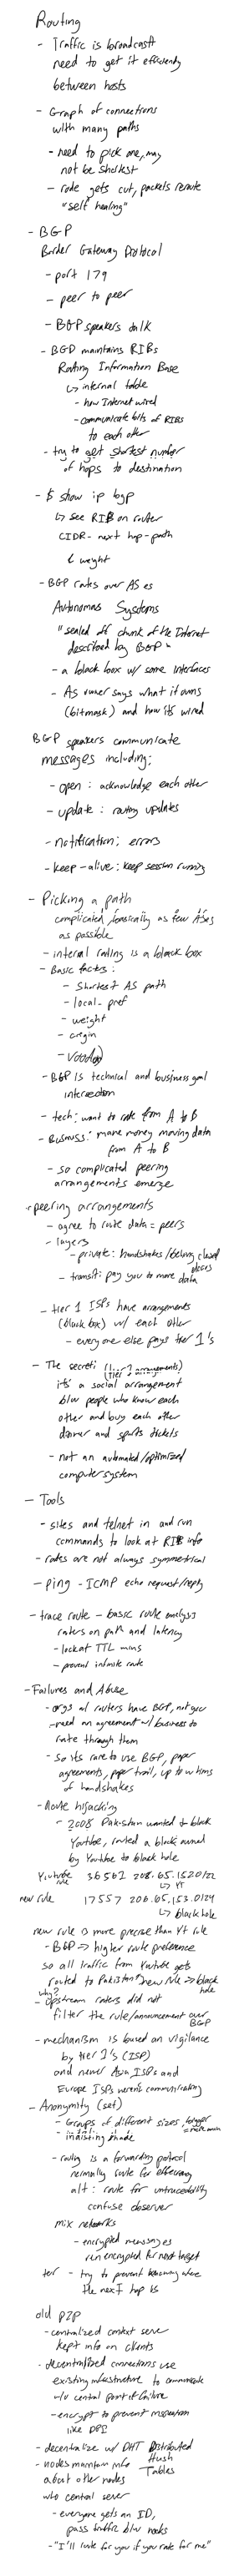 Routing
- Traffic is broadcast
need to get it efficiently
between hosts
- Graph of connections
with many paths
- need to pick one, may
not be shortest
- node gets cut, packets reroute
"self healing"
- BGP
Border Gateway Protocol
- port 179
- peer to peer
- BGP speakers talk
- BGP maintains RIBs
Routing Information Base
↳ internal table
- how Internet wired
- communicate bits of RIBs
to each other
- try to get shortest number
of hops to destination
- $ show ip bgp
↳ see RIB on router
CIDR - next hop - path
& weight
- BGP routes over ASes
Autonomous Systems
"sealed off chunk of the Internet
described by BGP"
- a black box w/ some interfaces
- AS owner says what it owns
(bitmask) and how its wired
BGP speakers communicate
messages including:
- open : acknowledge each other
- update : routing updates
- notification : errors
- keep-alive : keep session running
- Picking a path
complicated, basically as few ASes
as possible
- internal routing is a black box
- Basic factors:
- Shortest AS path
- local-pref
- weight
- origin
- voodoo
- BGP is technical and business goal
intersection
- tech: want to route from A to B
- Business: make money moving data
from A to B
- so complicated peering
arrangements emerge
- peering arrangements
- agree to route data = peers
- layers
- private: handshakes/ closed
- transit: pay you to move data
- tier 1 ISPs have arrangements
(black box) w/ each other
- everyone else pays tier 1's
- The secret: (tier 1 arrangements)
it's a social arrangement
b/w people who know each
other and buy each other
dinner and sports tickets
- not an automated/optimized
computer system
- Tools
- sites and telnet in and run
commands to look at RIB info
- routes are not always symmetrical
- ping - ICMP echo request/reply
- trace route - basic route analysis
routers on path and latency
- look at TTL
- prevent infinite route
- Failures and Abuse
- orgs w/ routers have BGP, not you
- need an agreement w/ business to
route through them
- so its rare to use BGP, paper
agreements, paper trail, up to whims
of handshakes
- Route hijacking
- 2008 Pakistan wanted to block
Youtube, routed a block owned
by Youtube to black hole
Youtube rule 36561 208.65.152.0/22
↳ YT
new rule 17557 208.65.153.0/24
↳ black hole
new rule is more precise than YT rule
- BGP => higher route preference
so all traffic from Youtube gets
routed to Pakistan's new rule -> black hole
why?
- upstream routers did not
filter the rule/announcement over
BGP
- mechanism is based on vigilance
by tier 1's (ISP)
and newer Asia ISPs and
Europe ISPs weren't communicating
- Anonymity (set)
- Groups of different sizes, bigger
- indistinguishable
- routing is a forwarding protocol
normally route for efficiency
alt: route for untraceability
confuse observer
mix networks
- encrypted messages
encrypted for next target
tor - try to prevent knowing where
the next hop is
old P2P
- centralized server
kept info on clients
- decentralized connections use
existing infrastructure to communicate
w/o central point of failure
- encrypt to prevent inspection
like DPI
- decentralize w/ DHT Distributed
Hash Tables
- nodes maintain info
about other nodes
w/o central server
- everyone gets an ID,
pass traffic b/w nodes
- "I'll route for you if you route for me"